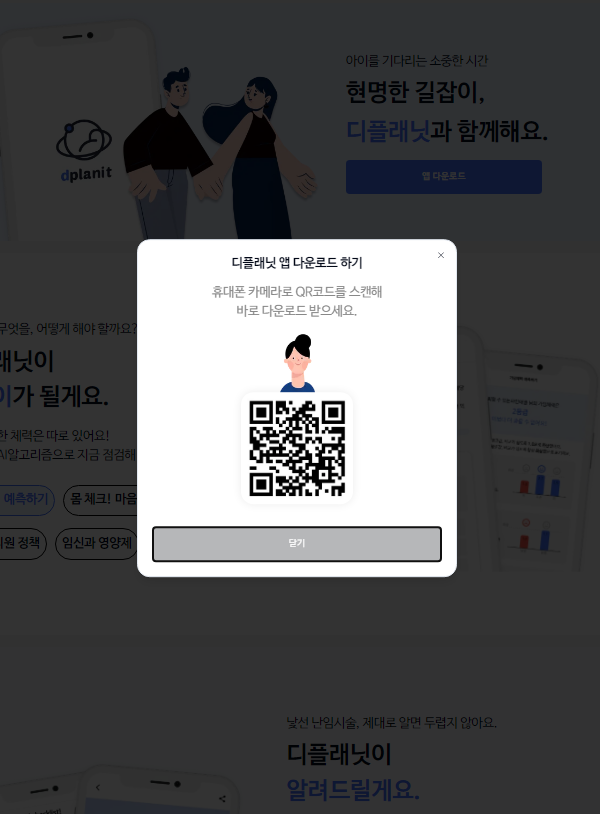 아이를 기다리는 소중한 시간
현명한 길잡이,
디플래닛과 함께해요.
앱 다운로드
dplanit
디플래닛 앱 다운로드 하기
휴대폰 카메라로 QR코드를 스캔해
바로 다운로드 받으세요.
닫기
무엇을, 어떻게 해야 할까요?
래닛이
이가 될게요.
한 체력은 따로 있어요!
AI알고리즘으로 지금 점검해
예측하기
몸 체크! 마음
지원 정책
임신과 영양제
낯선 난임시술, 제대로 알면 두렵지 않아요.
디플래닛이
알려드릴게요.